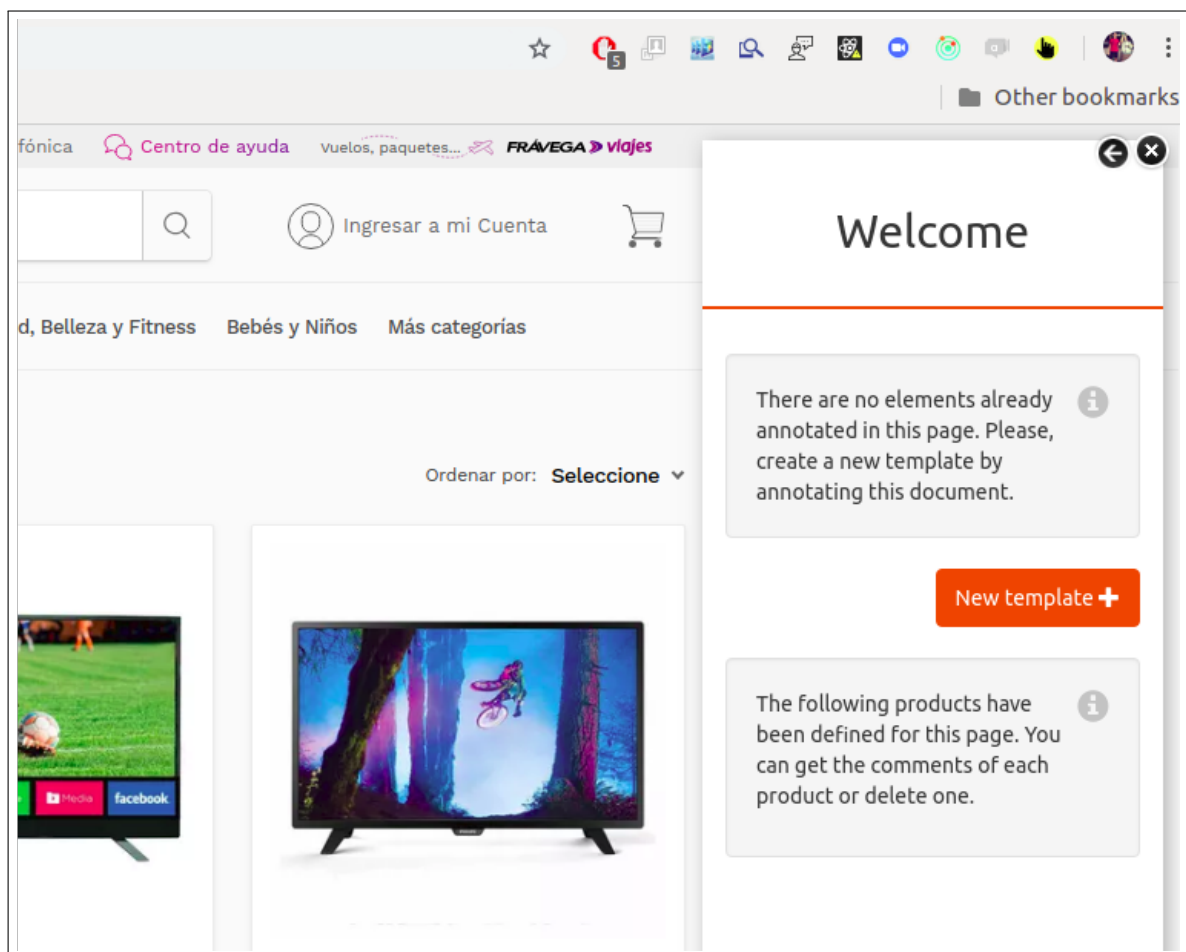 5
Other bookmarks
fónica
Centro de ayuda
Vuelos, paquetes...
FRÁVEGA viajes
Ingresar a mi Cuenta
Welcome
d, Belleza y Fitness
Bebés y Niños
Más categorías
There are no elements already
annotated in this page. Please,
create a new template by
annotating this document.
Ordenar por: Seleccione
New template
The following products have
been defined for this page. You
can get the comments of each
product or delete one.
Media
facebook